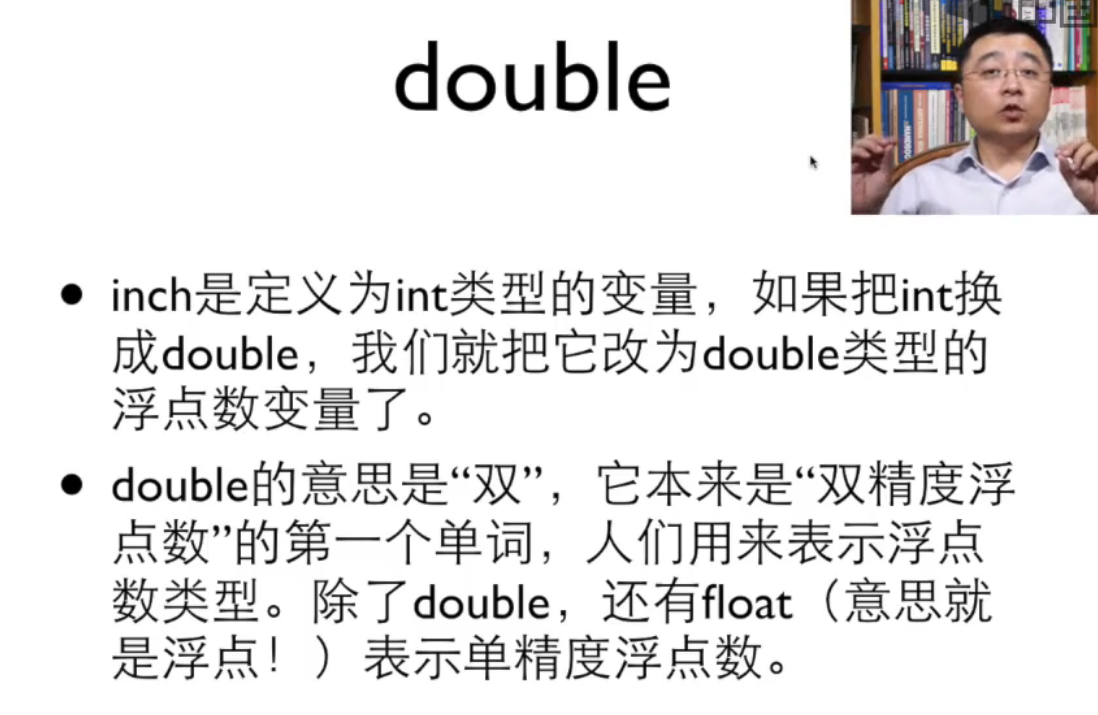 double
inch是定义为int类型的变量，如果把int换
成double，我们就把它改为double类型的
浮点数变量了。
double的意思是“双”，它本来是“双精度浮
点数”的第一个单词，人们用来表示浮点
数类型。除了double，还有float（意思就
是浮点！）表示单精度浮点数。